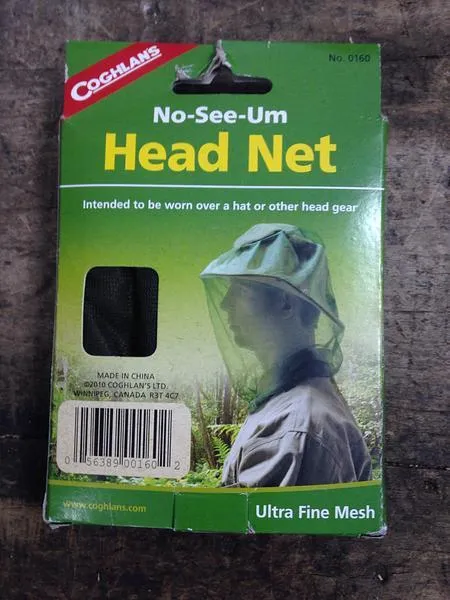 COGHLAN'S
No. 0160
No-See-Um
Head Net
Intended to be worn over a hat or other head gear
MADE IN CHINA
©2010 COGHLAN'S LTD.
WINNIPEG, CANADA R3T 4C7
0 56389 00160 2
www.coghlans.com
Ultra Fine Mesh